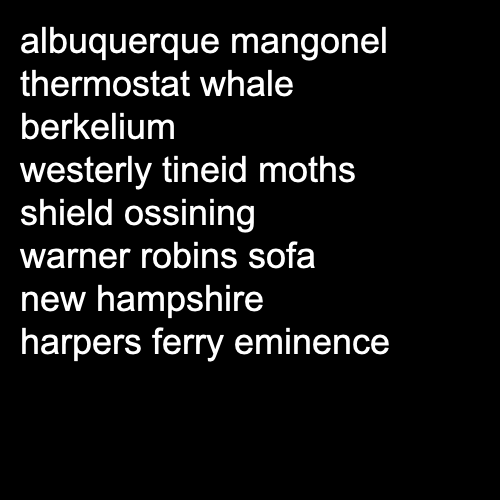 albuquerque mangonel
thermostat whale
berkelium
westerly tineid moths
shield ossining
warner robins sofa
new hampshire
harpers ferry eminence